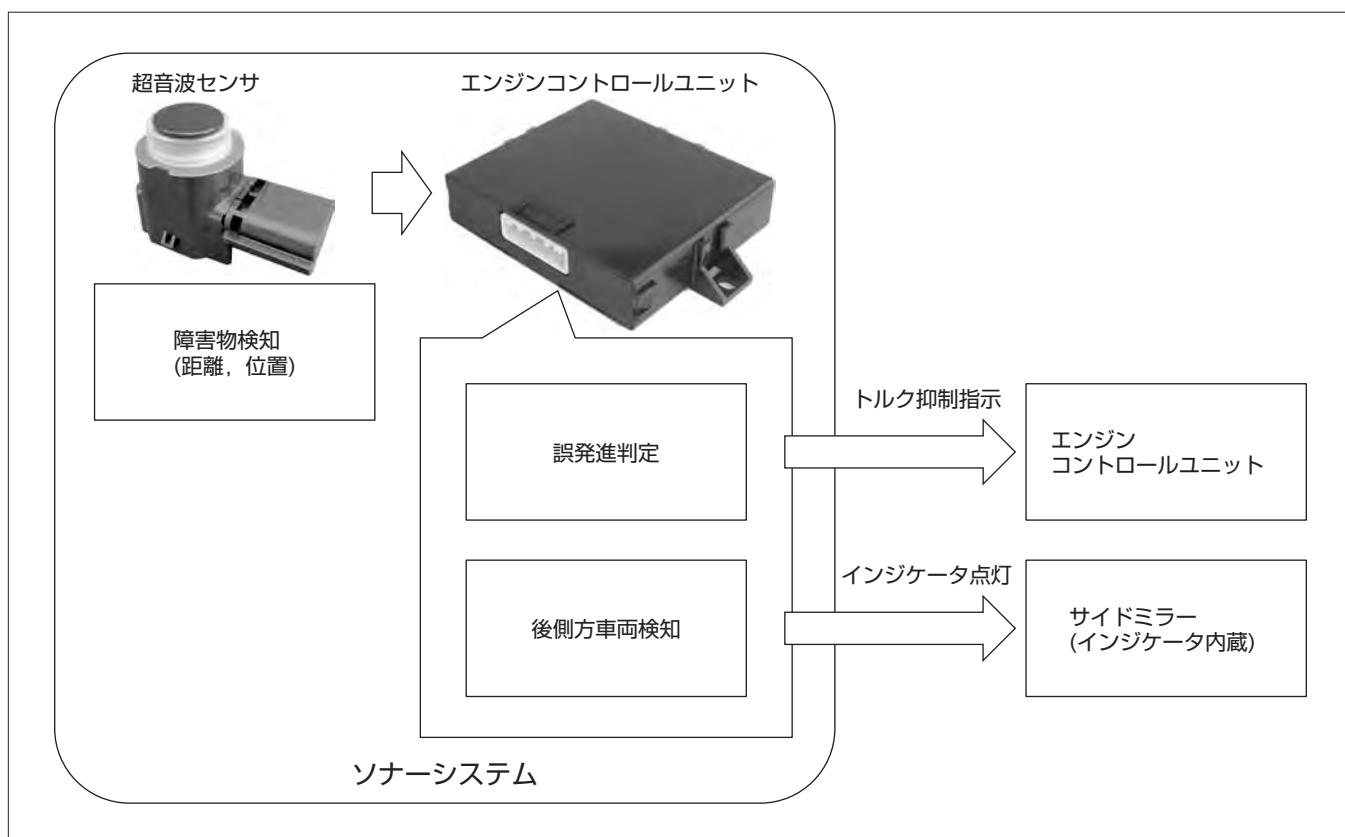 超音波センサ
エンジンコントロールユニット
障害物検知
(距離，位置)
誤発進判定
トルク抑制指示
エンジン
コントロールユニット
後側方車両検知
インジケータ点灯
サイドミラー
(インジケータ内蔵)
ソナーシステム